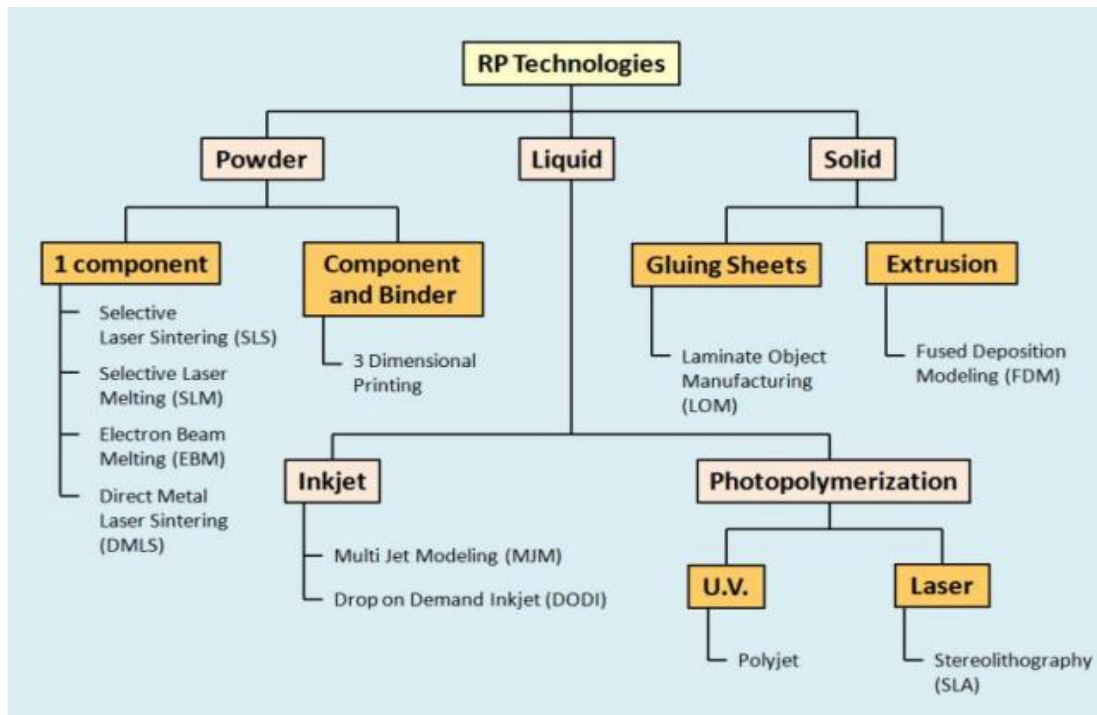 RP Technologies
Powder
Liquid
Solid
1 component
Component
and Binder
Gluing Sheets
Extrusion
Selective
Laser Sintering (SLS)
Selective Laser
Melting (SLM)
Electron Beam
Melting (EBM)
Direct Metal
Laser Sintering
(DMLS)
3 Dimensional
Printing
Laminate Object
Manufacturing
(LOM)
Fused Deposition
Modeling (FDM)
Inkjet
Photopolymerization
Multi Jet Modeling (MJM)
Drop on Demand Inkjet (DODI)
U.V.
Laser
Polyjet
Stereolithography
(SLA)